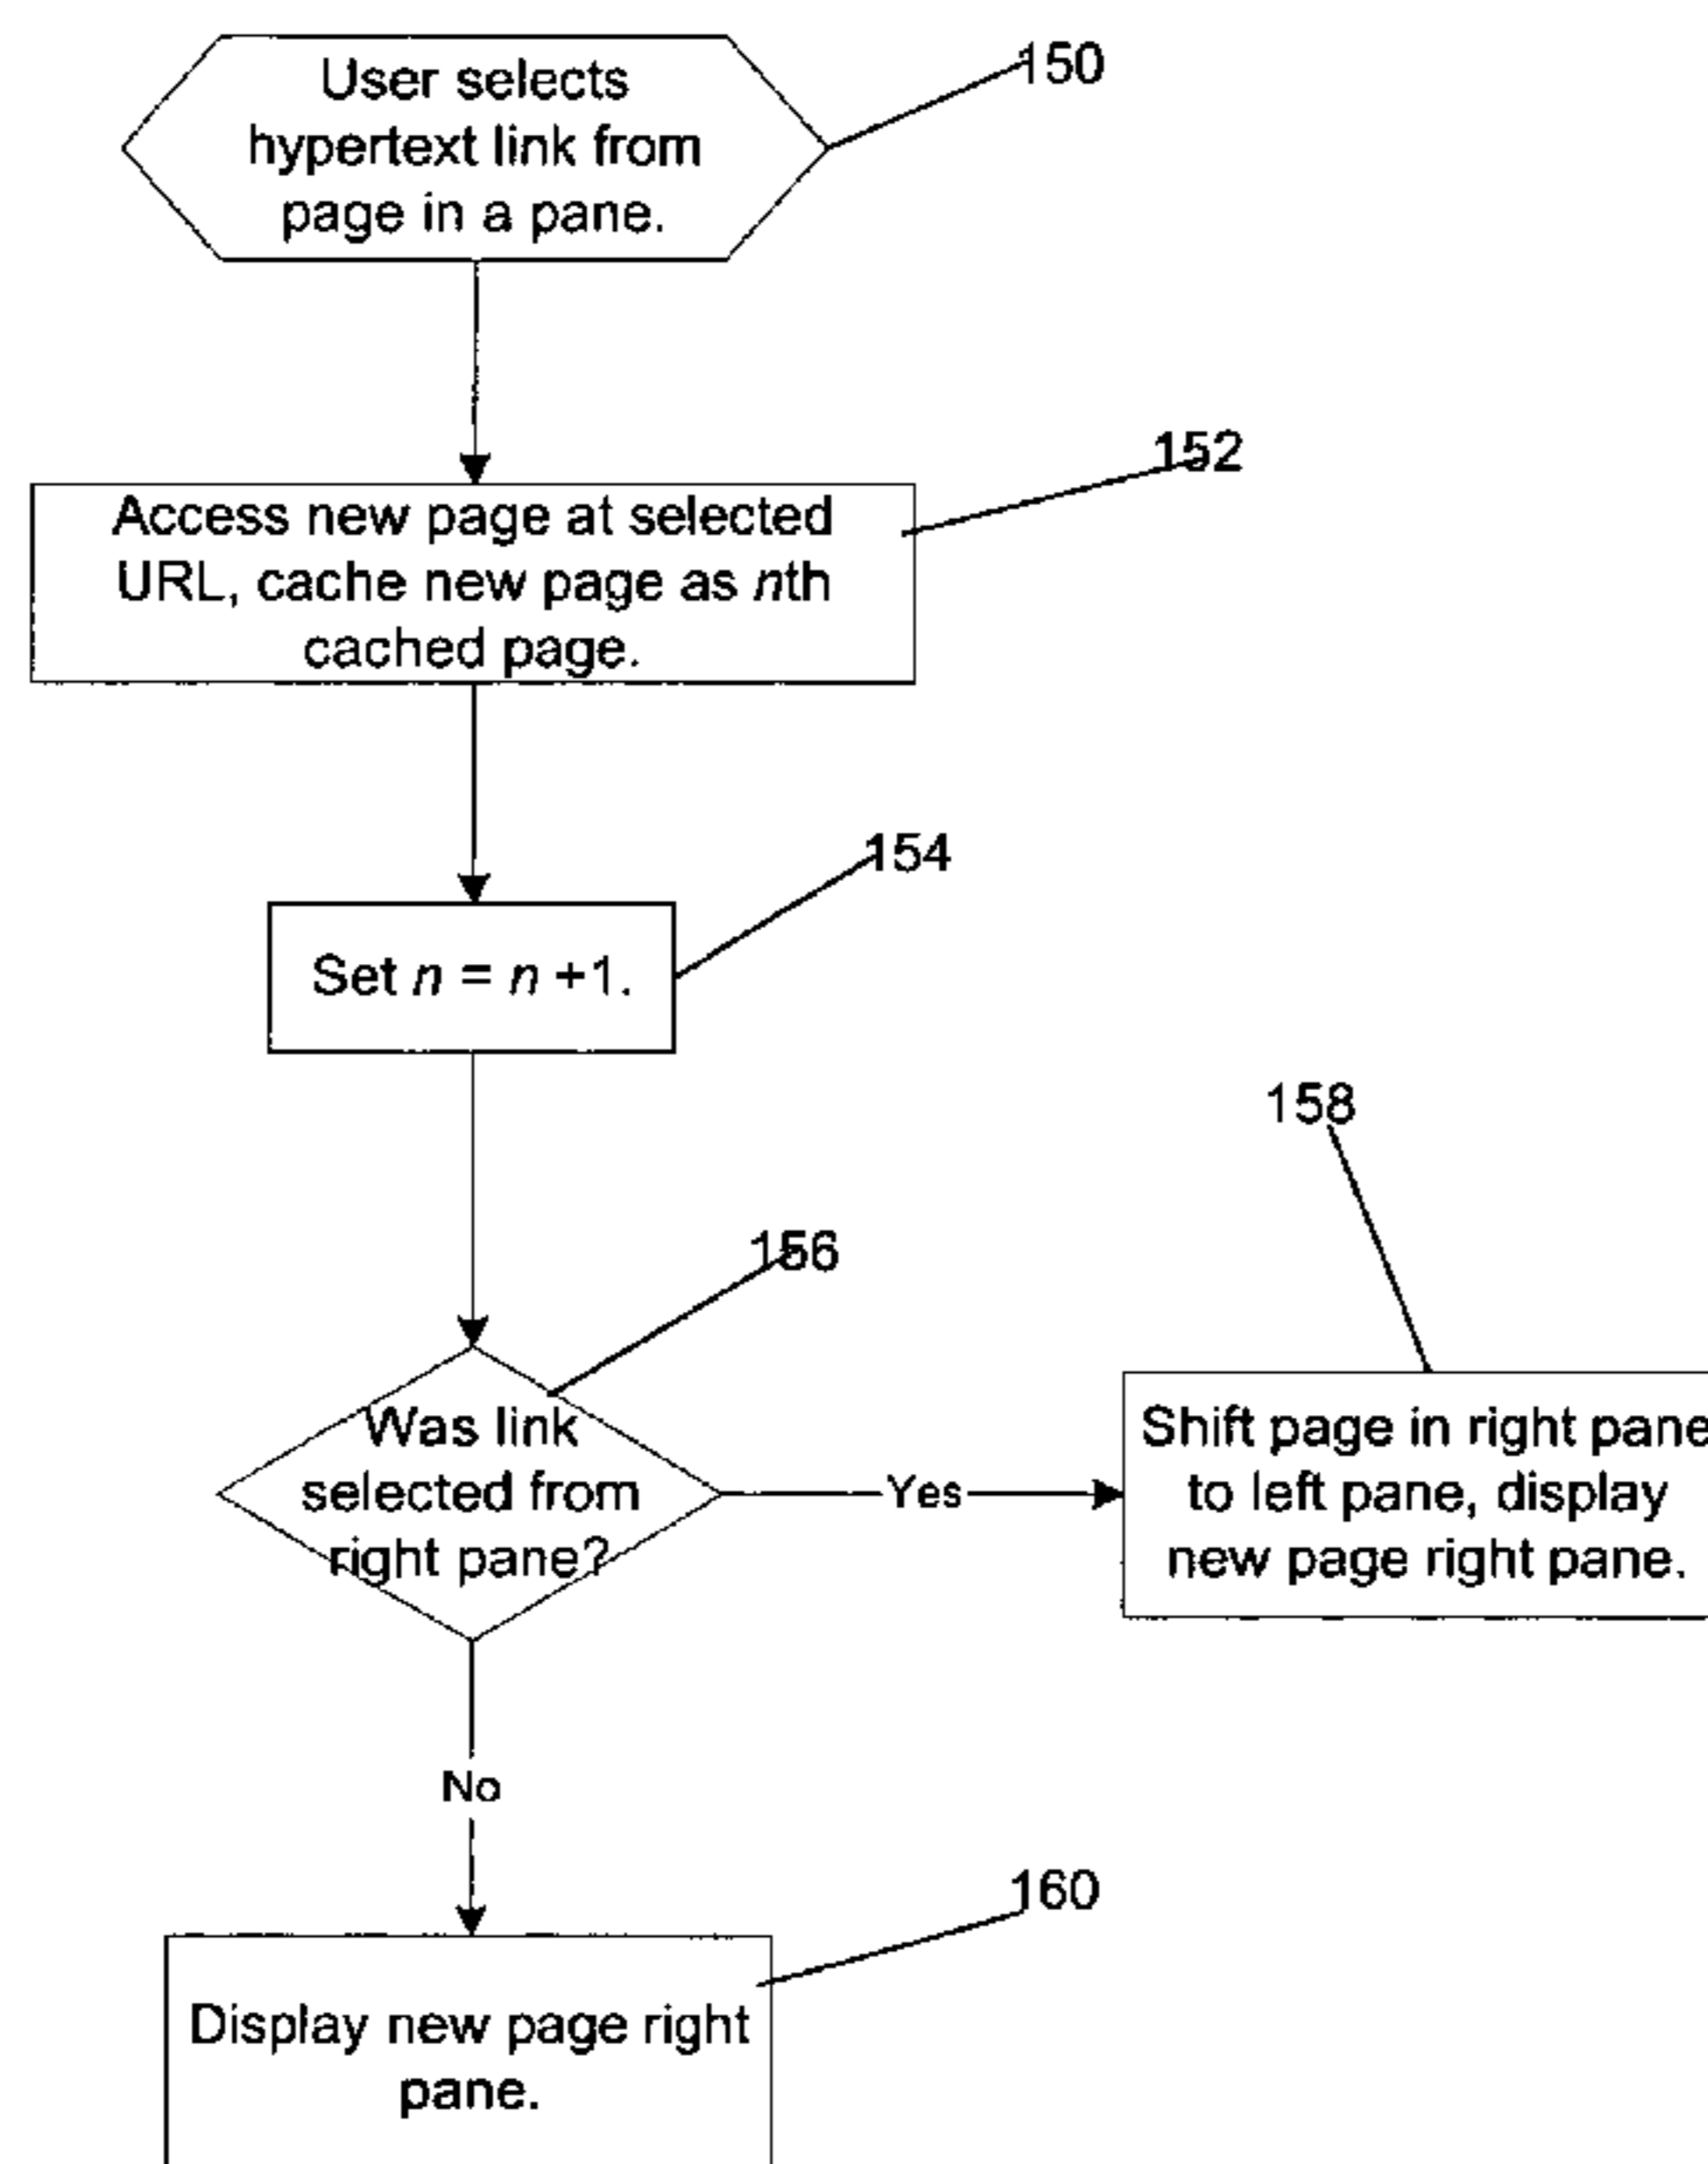 User selects
hypertext link from
page in a pane.
150
Access new page at selected
URL, cache new page as nth
cached page.
152
Set n = n +1.
154
Was link
selected from
right pane?
156
Yes
Shift page in right pane
to left pane, display
new page right pane.
158
No
Display new page right
pane.
160